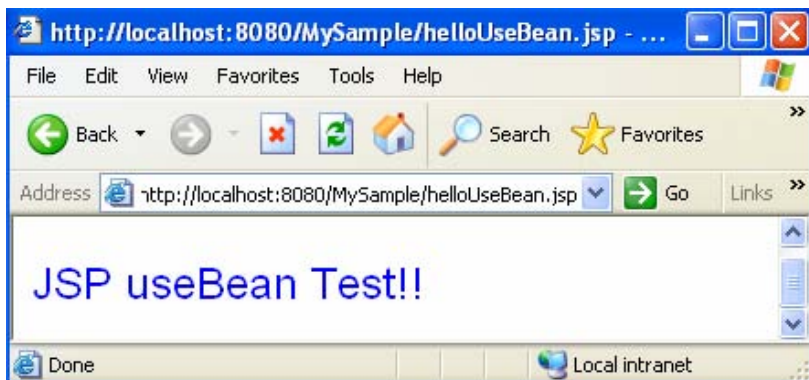 http://localhost:8080/MySample/helloUseBean.jsp - ...
File Edit View Favorites Tools Help
Back Search Favorites »
Address http://localhost:8080/MySample/helloUseBean.jsp Go Links »
JSP useBean Test!!
Done Local intranet